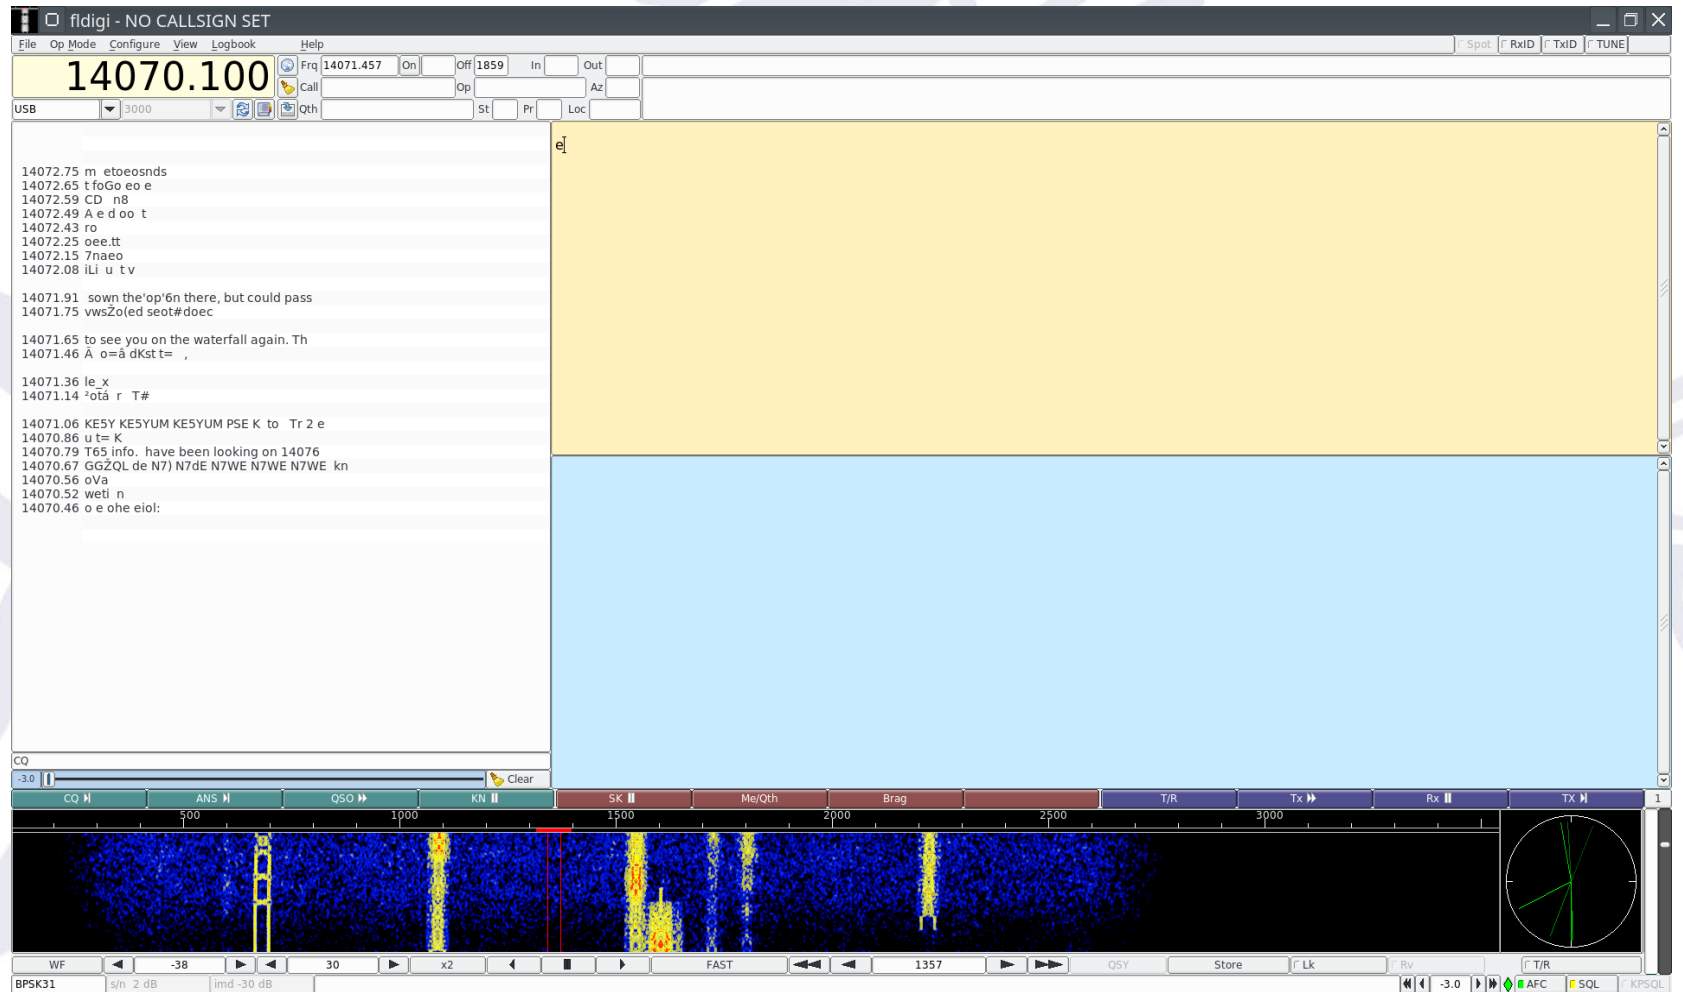 fldigi - NO CALLSIGN SET
File Op Mode Configure View Logbook Help Spot RxID TxID TUNE
14070.100 Frq 14071.457 On Off 1859 In Out
Call Op Az
USB 3000 Qth St Pr Loc
e
14072.75 m etoeosnds
14072.65 t foGo eo e
14072.59 CD n8
14072.49 A e d oo t
14072.43 ro
14072.25 oee.tt
14072.15 7naeo
14072.08 iLi u t v
14071.91 sown the'op'6n there, but could pass
14071.75 vwsŽo(ed seot#doec
14071.65 to see you on the waterfall again. Th
14071.46 Â o=â dKst t= ,
14071.36 le_x
14071.14 ²otá r T#
14071.06 KE5Y KE5YUM KE5YUM PSE K to Tr 2 e
14070.86 u t= K
14070.79 T65 info. have been looking on 14076
14070.67 GGŽQL de N7) N7dE N7WE N7WE N7WE kn
14070.56 oVa
14070.52 weti n
14070.46 o e ohe eiol:
CQ
-3.0 Clear
CQ ANS QSO KN SK Me/Qth Brag T/R Tx Rx TX 1
500 1000 1500 2000 2500 3000
WF -38 30 x2 FAST 1357 QSY Store Lk Rv T/R
BPSK31 s/n 2 dB imd -30 dB -3.0 AFC SQL KPSQL